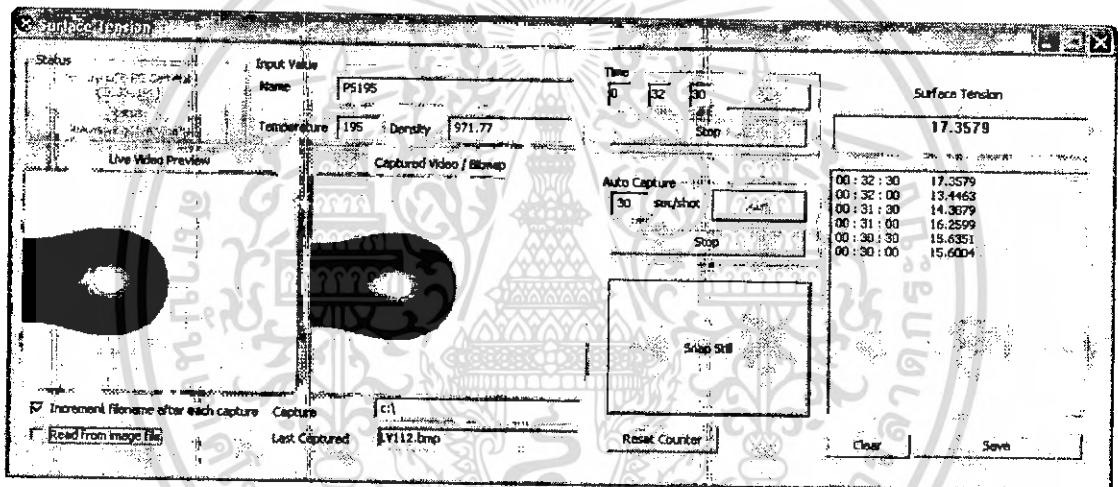 Surface Tension
Status
Input Value
Name
PS195
Temperature
195
Density
971.77
Live Video Preview
Captured Video / Bitmap
Time
0
32
30
Stop
Auto Capture
30
sec/shot
Stop
Snap Still
Surface Tension
17.3579
00 : 32 : 30 17.3579
00 : 32 : 00 13.4463
00 : 31 : 30 14.3879
00 : 31 : 00 16.2599
00 : 30 : 30 15.6351
00 : 30 : 00 15.6004
Increment filename after each capture
Capture
c:\
Read from image file
Last Captured
LY112.bmp
Reset Counter
Clear
Save